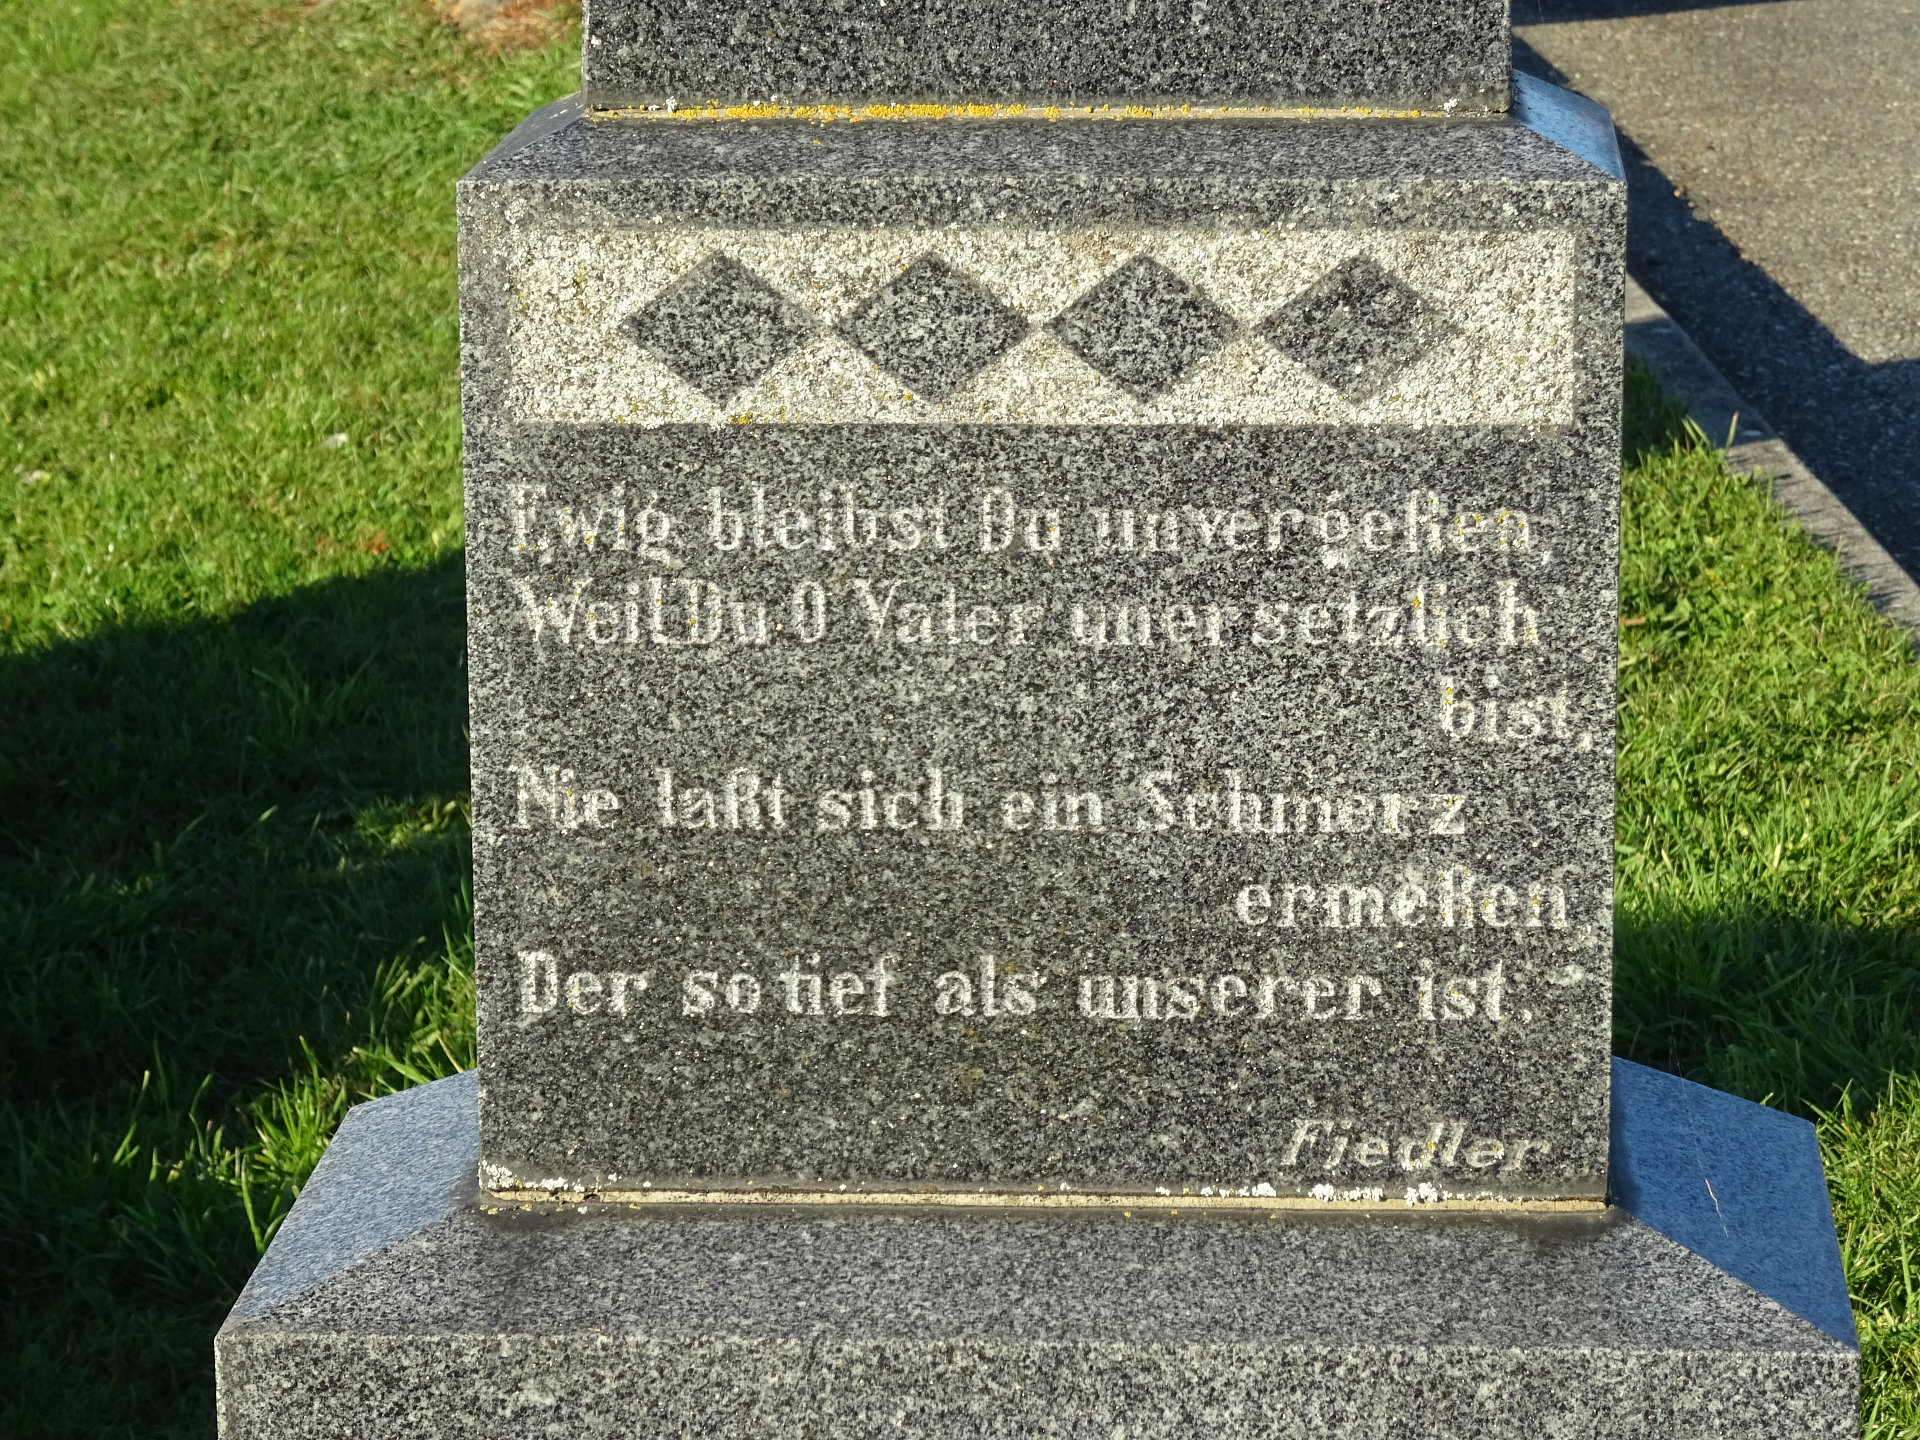 Ewig bleibst Du unvergeßen,
Weil Du O Vater unersetzlich
bist,
Nie laßt sich ein Schmerz
ermeßen,
Der so tief als unserer ist.
Fiedler